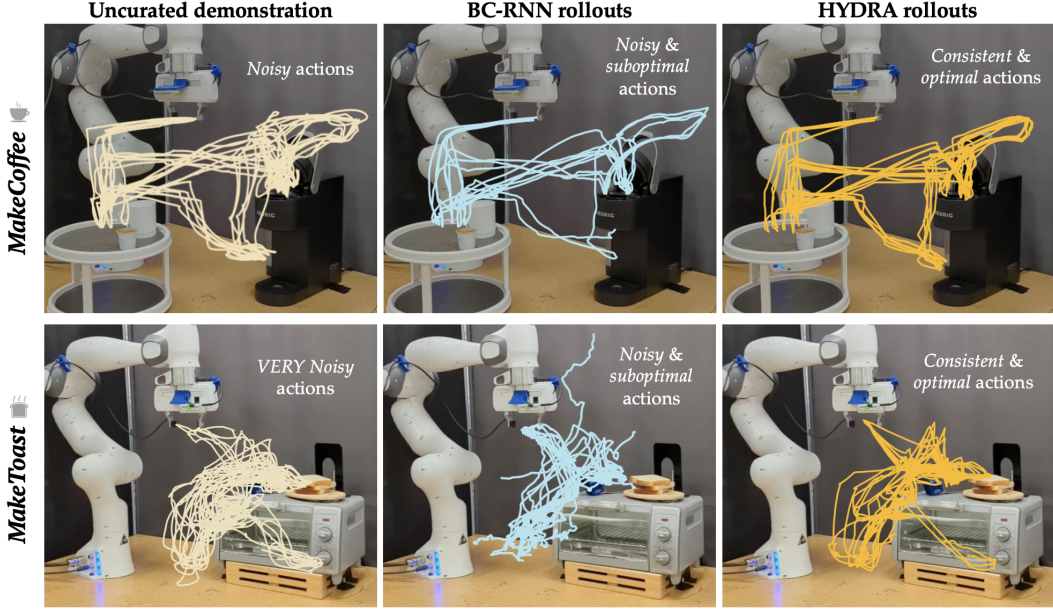 Uncurated demonstration
BC-RNN rollouts
HYDRA rollouts
MakeCoffee
Noisy actions
Noisy &
suboptimal
actions
Consistent &
optimal actions
KEURIG
MakeToast
VERY Noisy
actions
Noisy &
suboptimal
actions
Consistent &
optimal actions